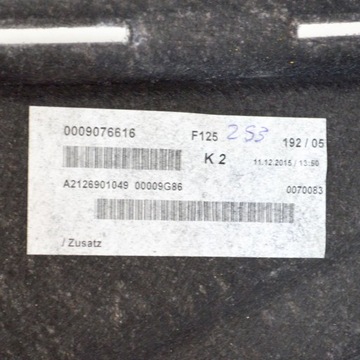 0009076616 F125 253 192 / 05
K 2 11.12.2015 / 13:50
A2126901049 00009G86 0070083
/ Zusatz